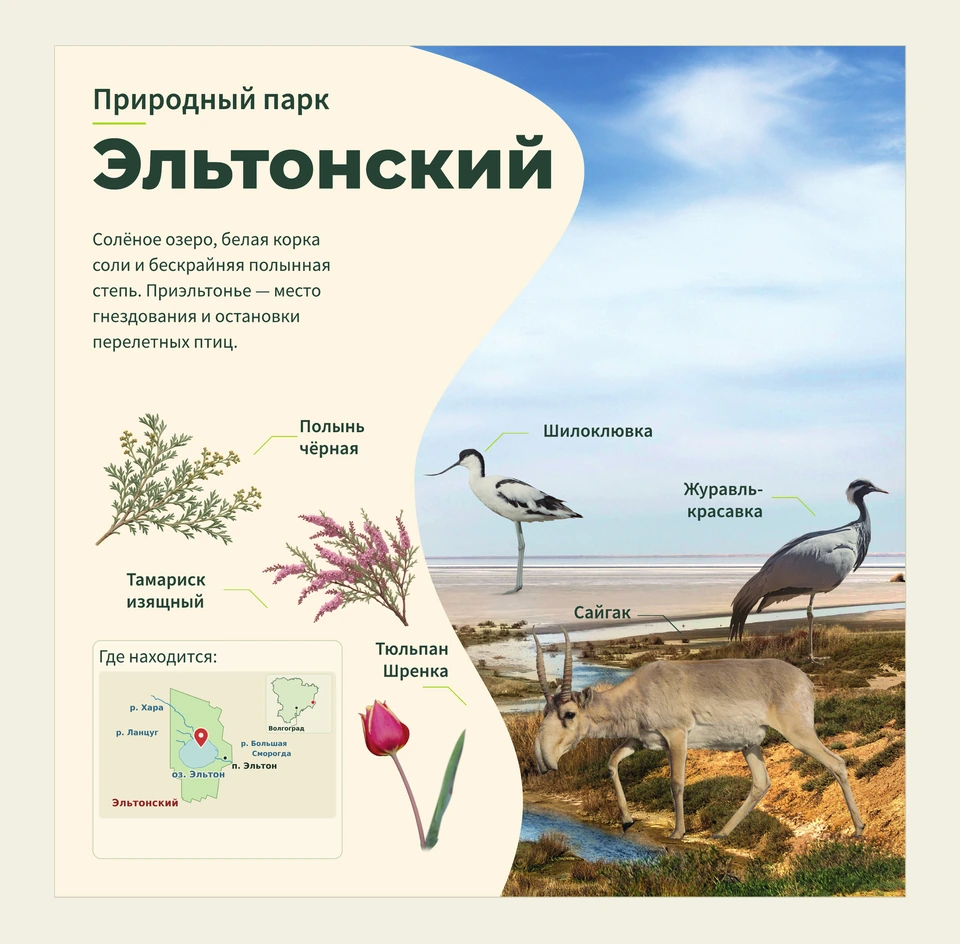 Природный парк
Эльтонский
Солёное озеро, белая корка
соли и бескрайняя полынная
степь. Приэльтонье — место
гнездования и остановки
перелетных птиц.
Полынь
чёрная
Шилоклювка
Журавль-
красавка
Тамариск
изящный
Сайгак
Тюльпан
Шренка
Где находится:
р. Хара
Волгоград
р. Ланцуг
р. Большая
Сморогда
п. Эльтон
оз. Эльтон
Эльтонский